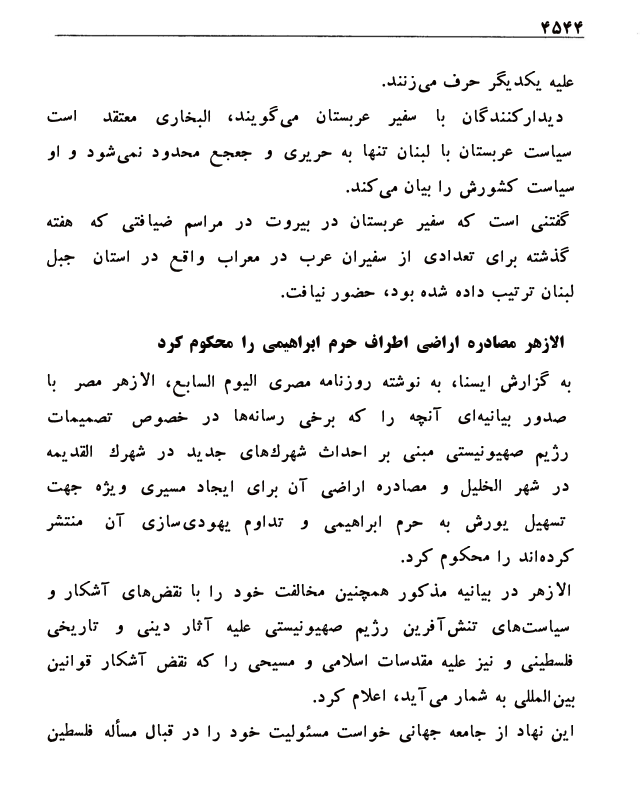 ۴۵۴۴
علیه یکدیگر حرف می‌زنند.
دیدارکنندگان با سفیر عربستان می‌گویند، البخاری معتقد است
سیاست عربستان با لبنان تنها به حریری و جعجع محدود نمی‌شود و او
سیاست کشورش را بیان می‌کند.
گفتنی است که سفیر عربستان در بیروت در مراسم ضیافتی که هفته
گذشته برای تعدادی از سفیران عرب در معراب واقع در استان جبل
لبنان ترتیب داده شده بود، حضور نیافت.
الازهر مصادره اراضی اطراف حرم ابراهیمی را محکوم کرد
به گزارش ایسنا، به نوشته روزنامه مصری الیوم السابع، الازهر مصر با
صدور بیانیه‌ای آنچه را که برخی رسانه‌ها در خصوص تصمیمات
رژیم صهیونیستی مبنی بر احداث شهرك‌های جدید در شهرك القدیمه
در شهر الخلیل و مصادره اراضی آن برای ایجاد مسیری ویژه جهت
تسهیل یورش به حرم ابراهیمی و تداوم یهودی‌سازی آن منتشر
کرده‌اند را محکوم کرد.
الازهر در بیانیه مذکور همچنین مخالفت خود را با نقض‌های آشکار و
سیاست‌های تنش‌آفرین رژیم صهیونیستی علیه آثار دینی و تاریخی
فلسطینی و نیز علیه مقدسات اسلامی و مسیحی را که نقض آشکار قوانین
بین‌المللی به شمار می‌آید، اعلام کرد.
این نهاد از جامعه جهانی خواست مسئولیت خود را در قبال مسأله فلسطین